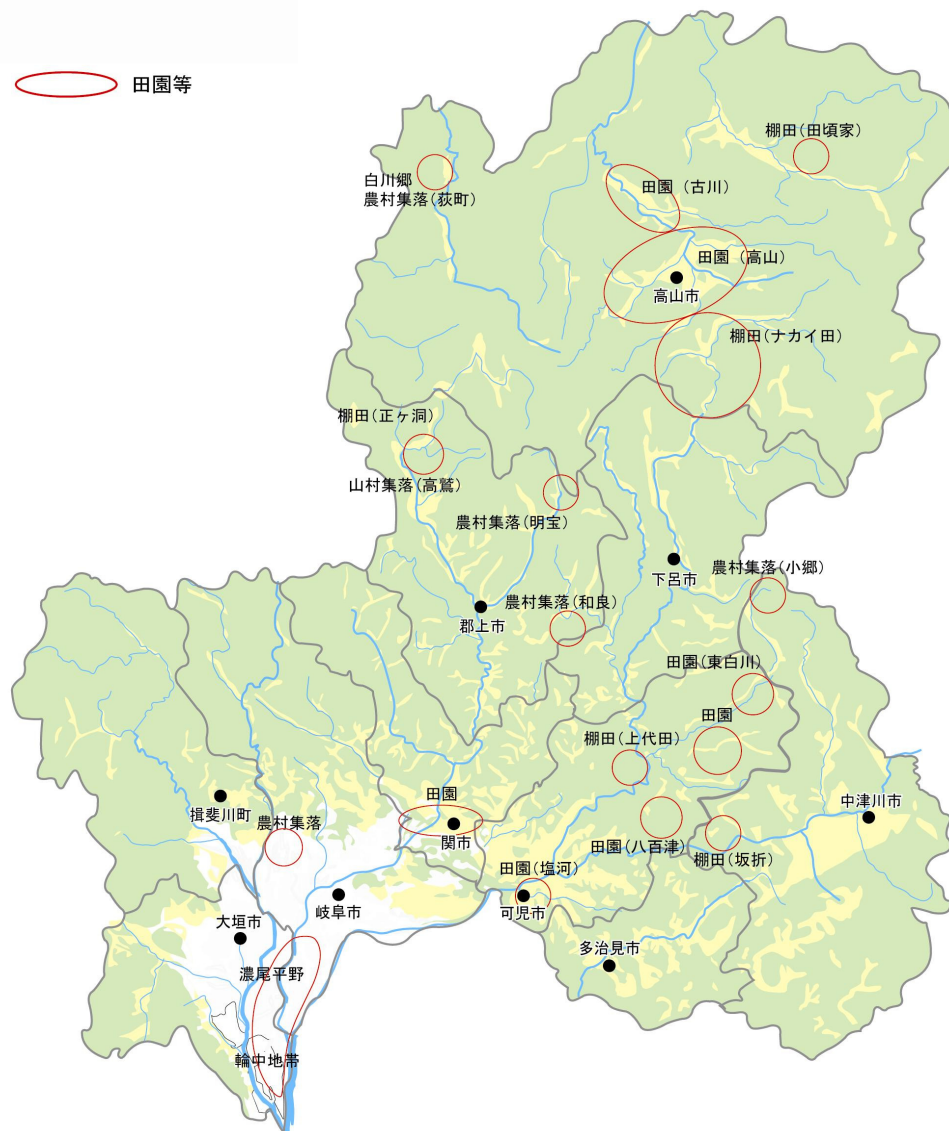 田園等
棚田(田頃家)
白川郷
農村集落(荻町)
田園（古川）
田園（高山）
高山市
棚田(ナカイ田)
棚田(正ヶ洞)
山村集落(高鷲)
農村集落(明宝)
下呂市
農村集落(小郷)
農村集落(和良)
郡上市
田園(東白川)
田園
棚田(上代田)
中津川市
揖斐川町
農村集落
田園
関市
田園(八百津)
棚田(坂折)
田園(塩河)
可児市
岐阜市
大垣市
多治見市
濃尾平野
輪中地帯